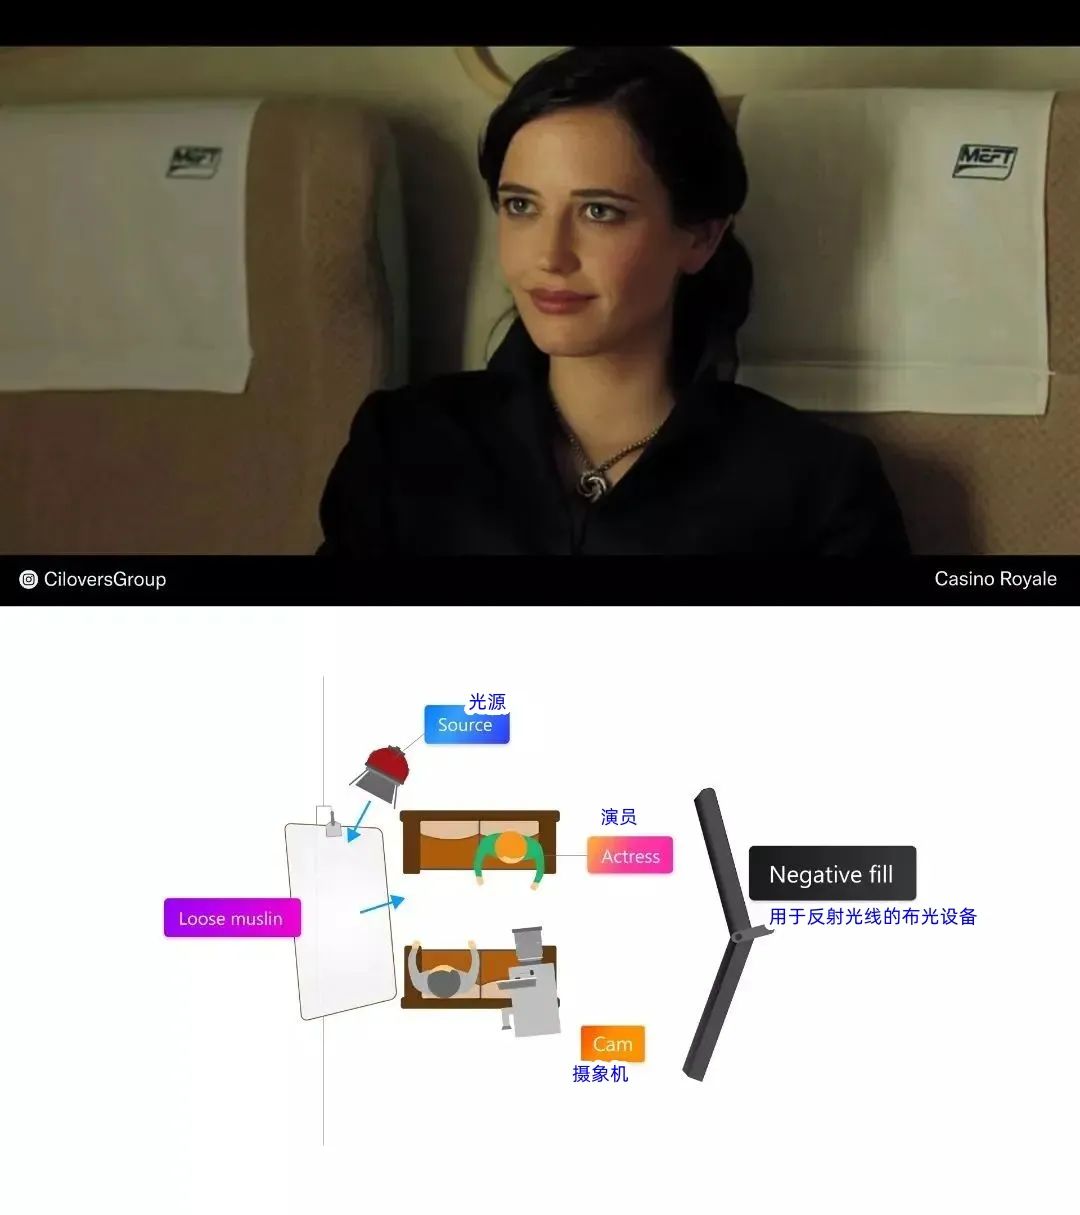 MEFT
MEFT
CiloversGroup
Casino Royale
光源
Source
演员
Actress
Negative fill
用于反射光线的布光设备
Loose muslin
Cam
摄象机